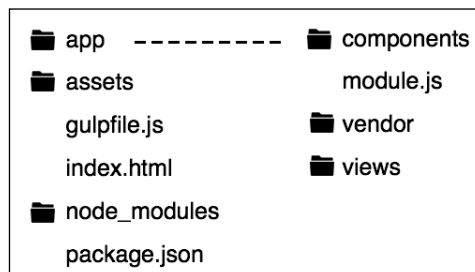 app
components
assets
module.js
gulpfile.js
vendor
index.html
views
node_modules
package.json